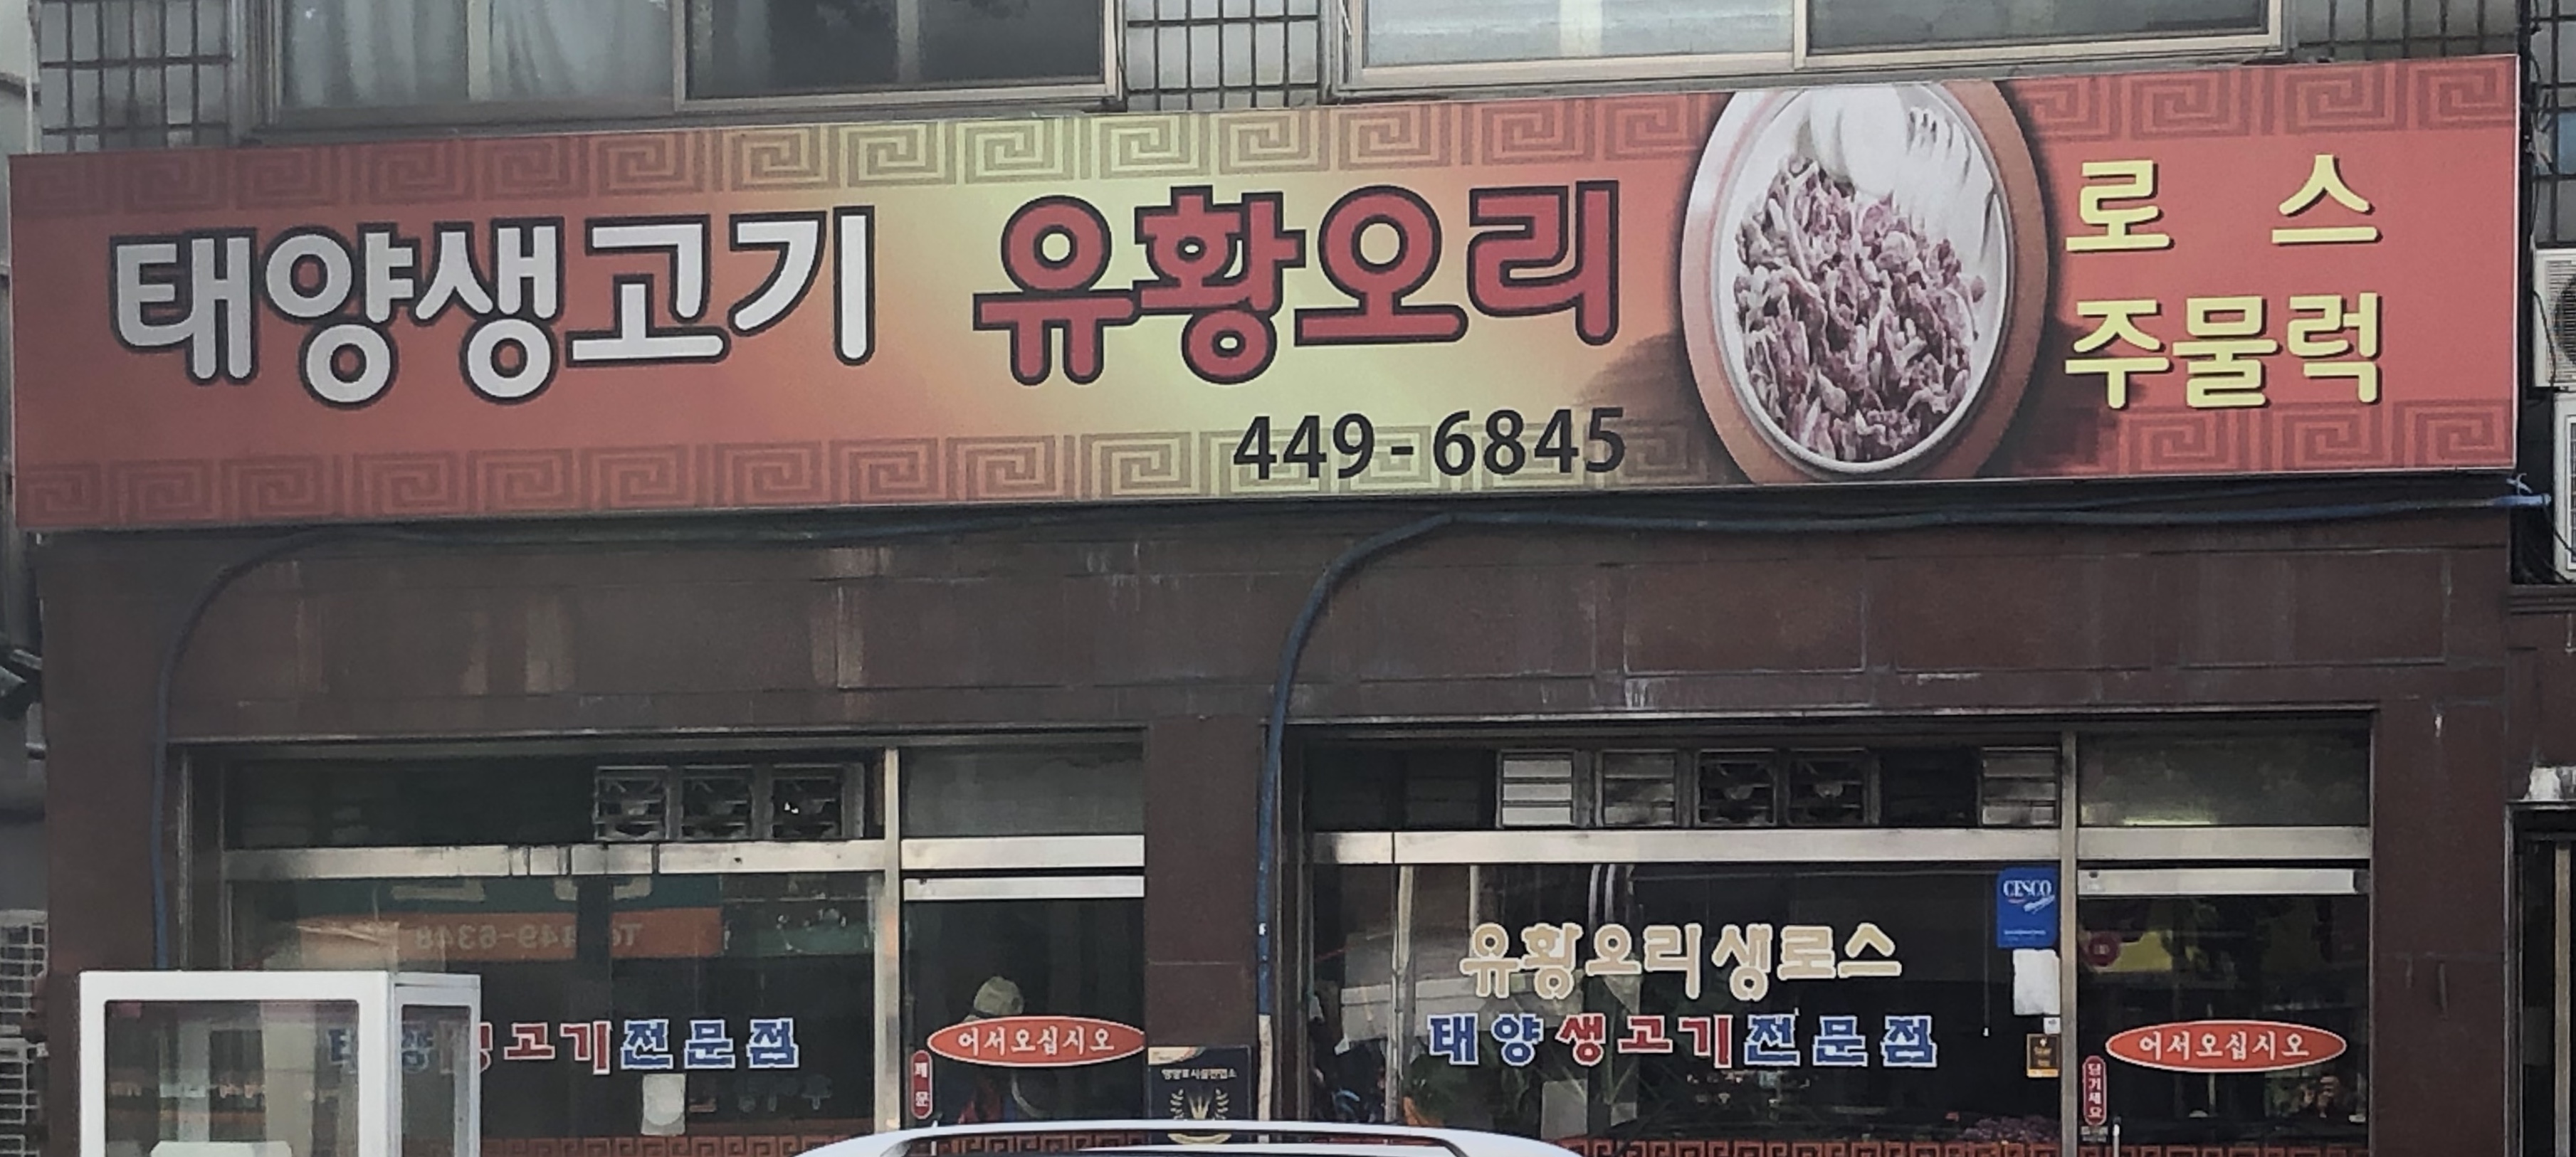 태양생고기 유황오리
로스
주물럭
449-6845
유황오리생로스
태양생고기전문점
고기전문점
CESCO
어서오십시오
어서오십시오